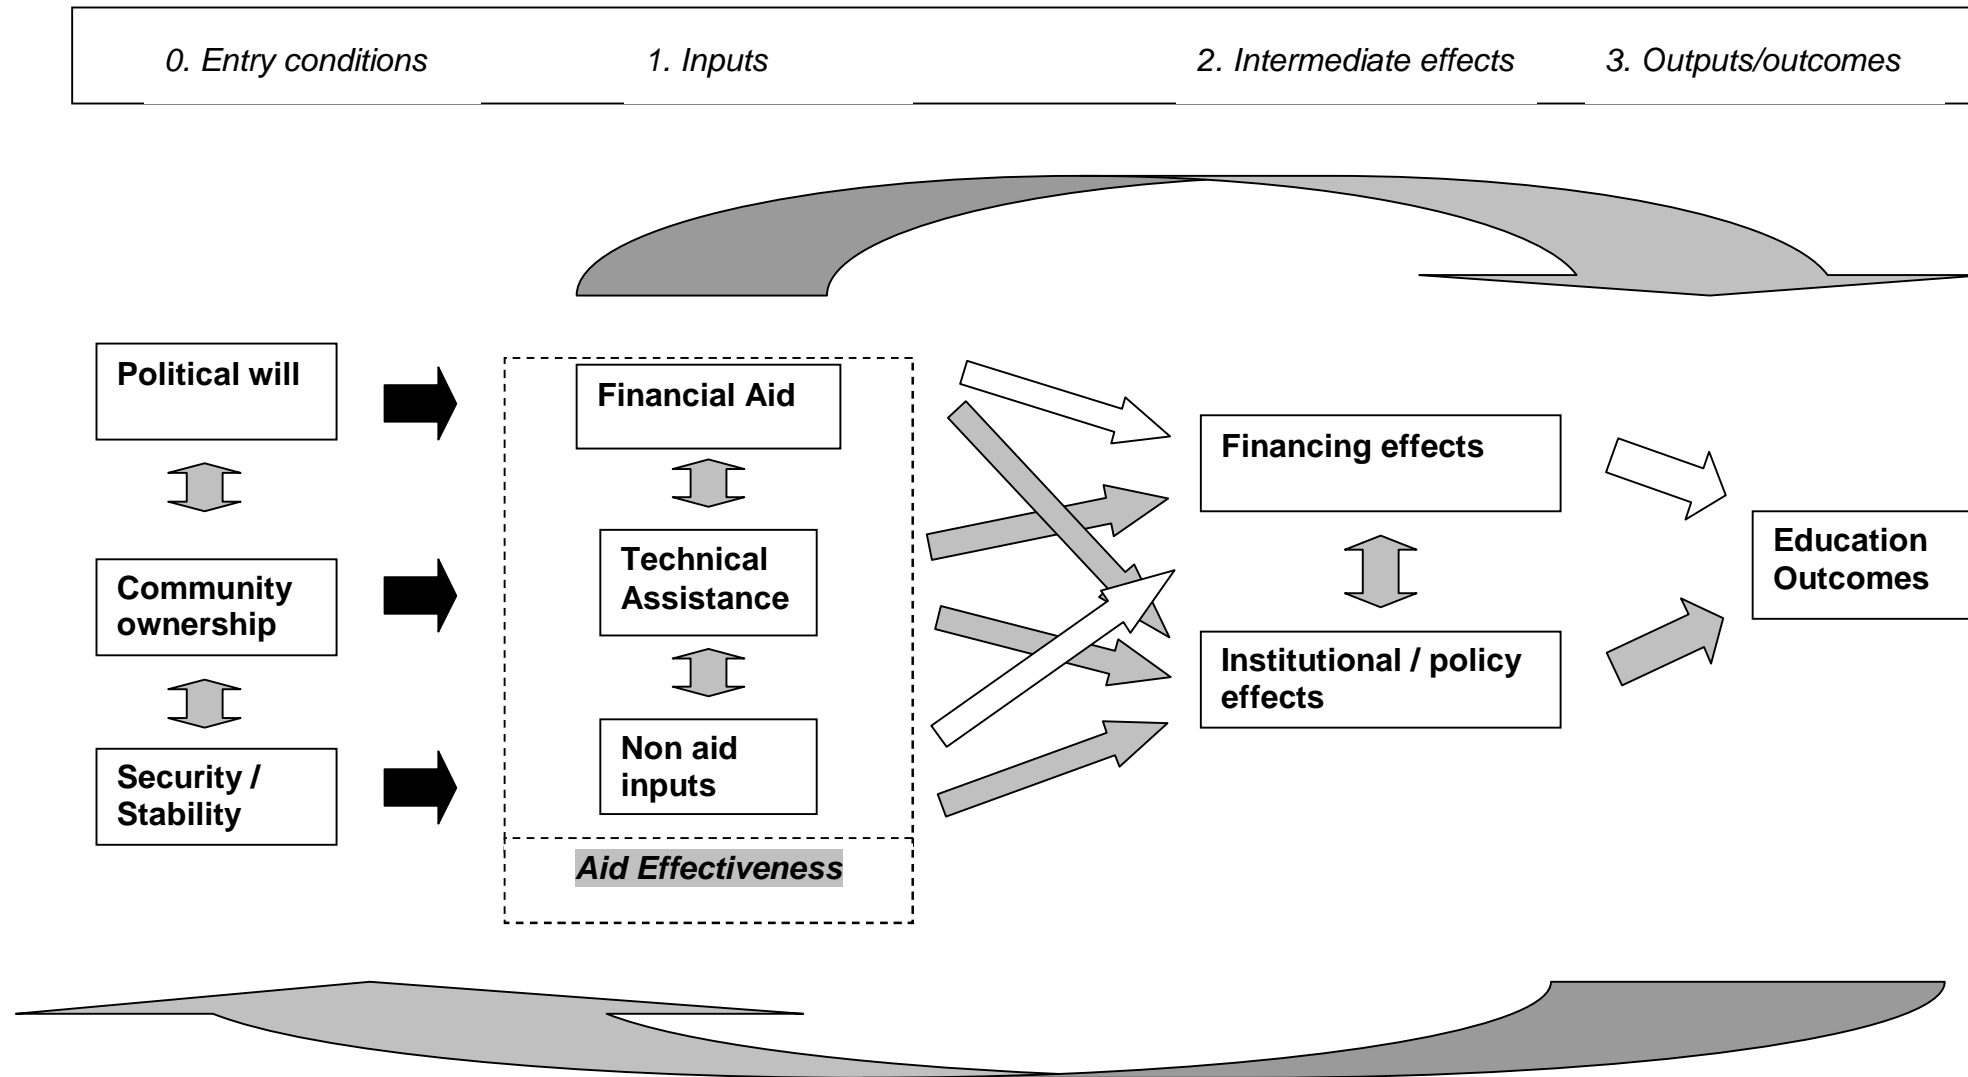 0. Entry conditions
1. Inputs
2. Intermediate effects
3. Outputs/outcomes
Political will
Community
ownership
Security /
Stability
Financial Aid
Technical
Assistance
Non aid
inputs
Aid Effectiveness
Financing effects
Institutional / policy
effects
Education
Outcomes